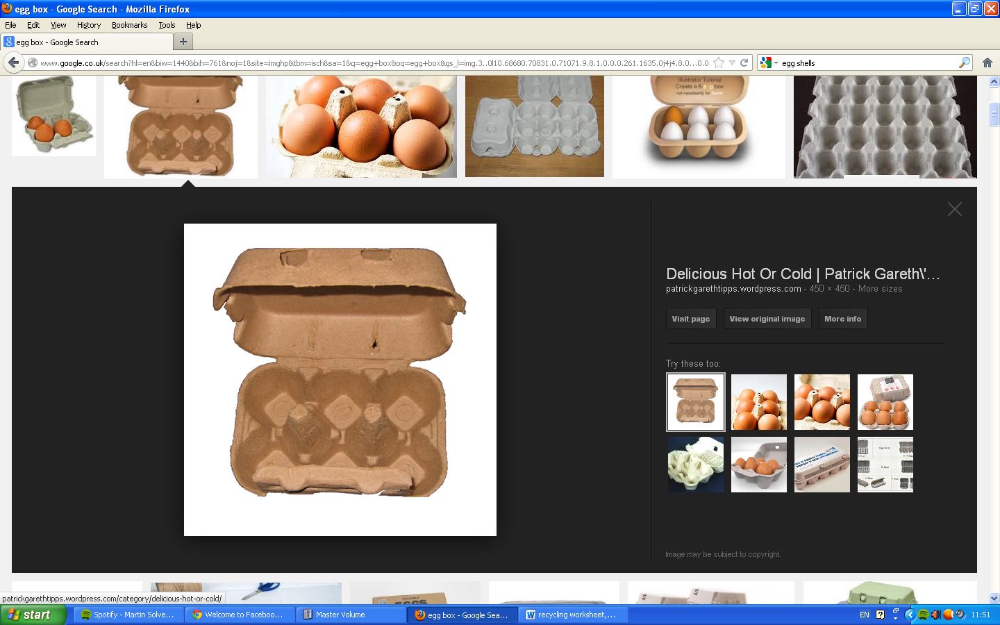 egg box - Google Search - Mozilla Firefox
File Edit View History Bookmarks Tools Help
egg box - Google Search
www.google.co.uk/search?hl=en&biw=1440&bih=761&noj=1&site=imghp&tbm=isch&sa=1&q=egg+box&oq=egg+box&gs_l=img.3..0l10.68680.70831.0.71071.9.8.1.0.0.0.261.1635.0j4j4.8.0...0.0
egg shells
Illustrator Tutorial
Create a 6-egg box
not necessarily for Easter
Delicious Hot Or Cold | Patrick Gareth\'...
patrickgarethtipps.wordpress.com - 450 × 450 - More sizes
Visit page View original image More info
Try these too:
Image may be subject to copyright.
patrickgarethtipps.wordpress.com/category/delicious-hot-or-cold/
start
Spotify - Martin Solve...
Welcome to Faceboo...
Master Volume
egg box - Google Sea...
recycling worksheet,...
EN
11:51